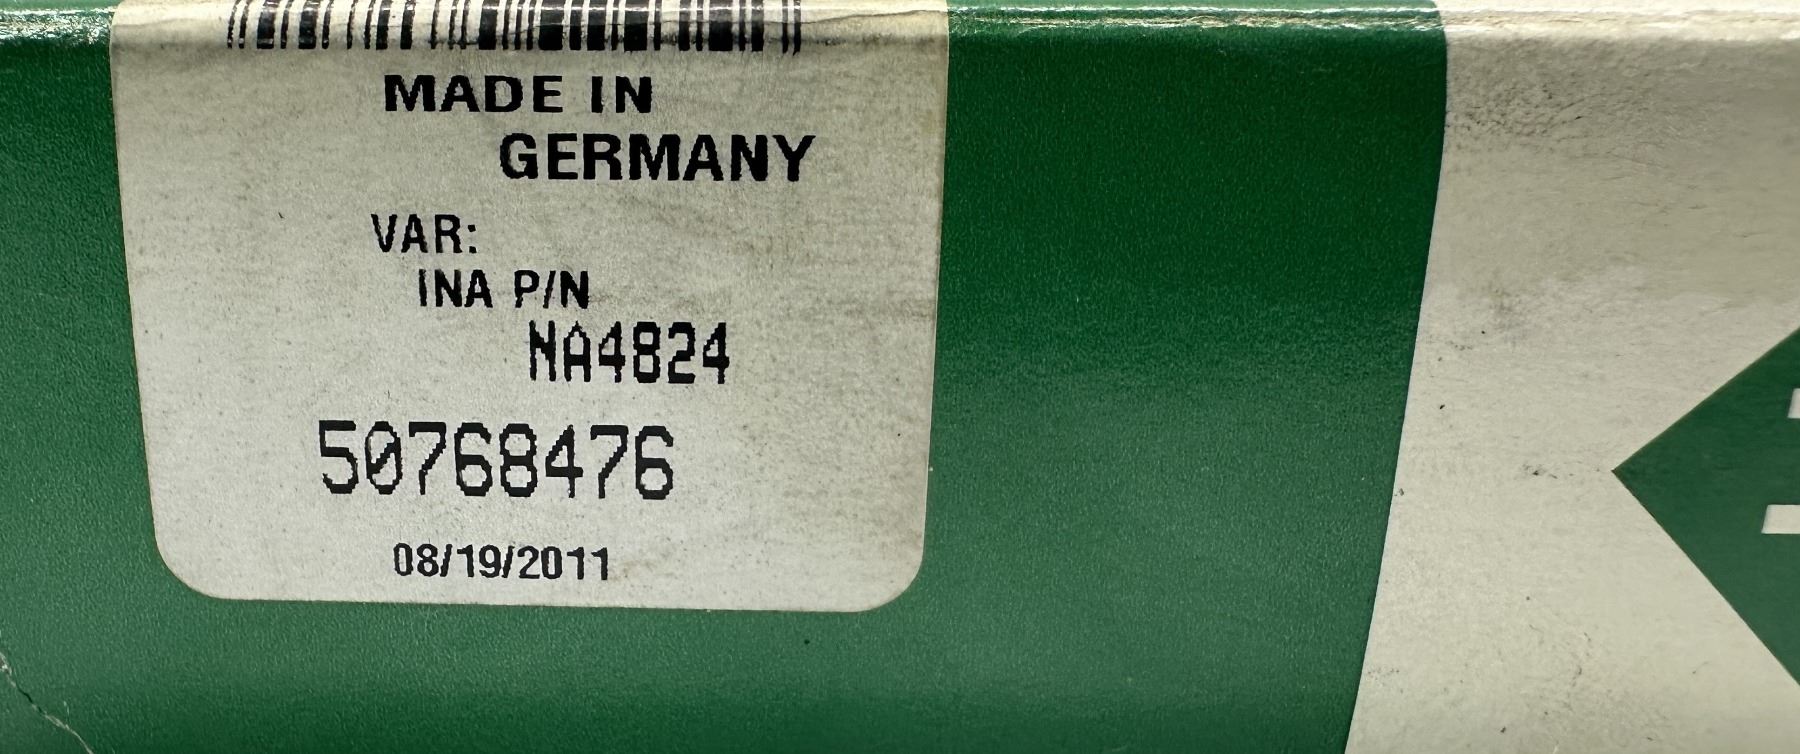 MADE IN
GERMANY
VAR:
INA P/N
NA4824
50768476
08/19/2011